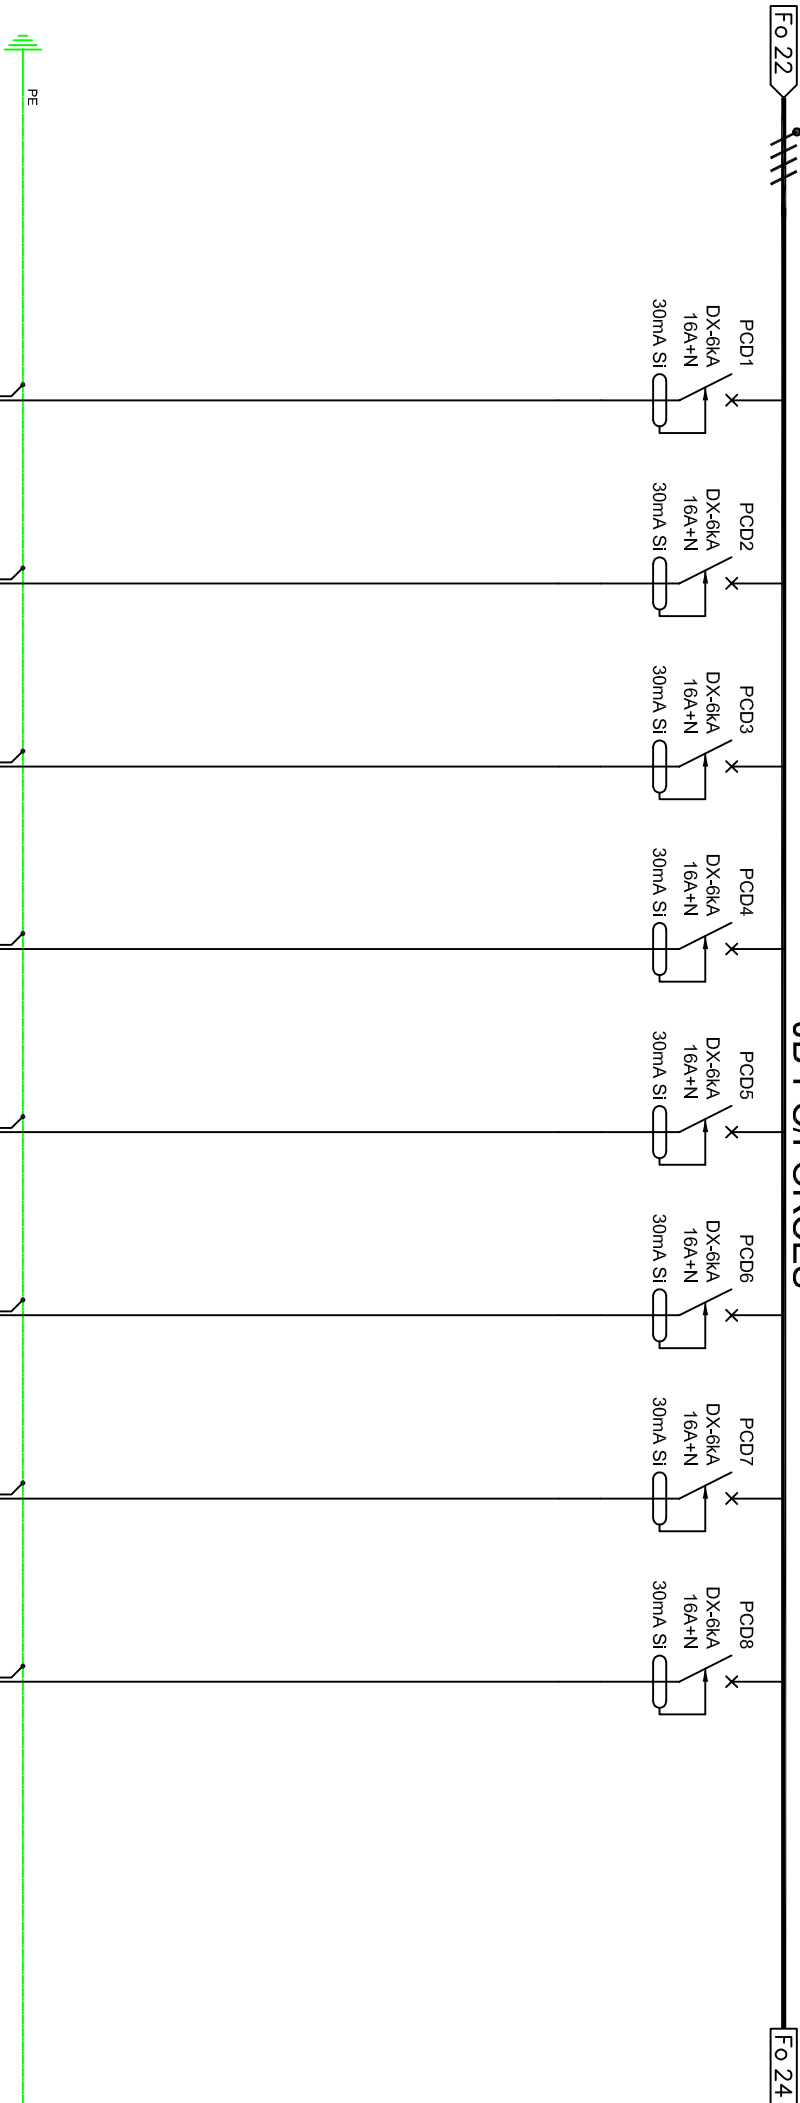 Fo 22
PCD1
DX-6kA
16A+N
30mA Si
PCD2
DX-6kA
16A+N
30mA Si
PCD3
DX-6kA
16A+N
30mA Si
PCD4
DX-6kA
16A+N
30mA Si
PCD5
DX-6kA
16A+N
30mA Si
PCD6
DX-6kA
16A+N
30mA Si
PCD7
DX-6kA
16A+N
30mA Si
PCD8
DX-6kA
16A+N
30mA Si
Fo 24
PE